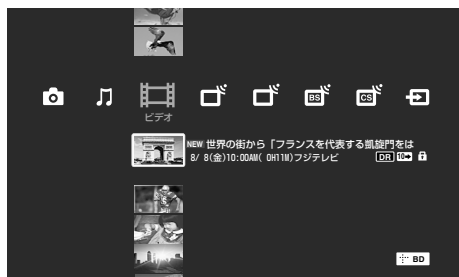 BS
CS
ビデオ
NEW 世界の街から「フランスを代表する凱旋門をは
8/ 8(金)10:00AM( 0H11M)フジテレビ DR 10
BD